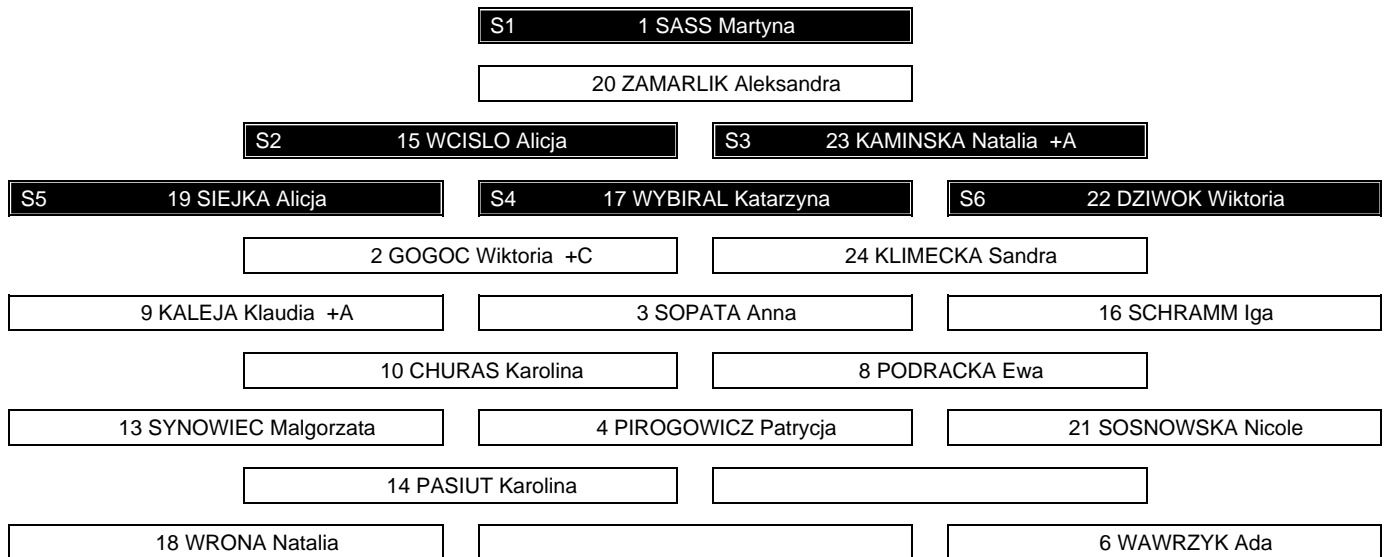 S1 1 SASS Martyna
20 ZAMARLIK Aleksandra
S2 15 WCISLO Alicja S3 23 KAMINSKA Natalia +A
S5 19 SIEJKA Alicja S4 17 WYBIRAL Katarzyna S6 22 DZIWOK Wiktoria
2 GOGOC Wiktoria +C 24 KLIMECKA Sandra
9 KALEJA Klaudia +A 3 SOPATA Anna 16 SCHRAMM Iga
10 CHURAS Karolina 8 PODRACKA Ewa
13 SYNOWIEC Malgorzata 4 PIROGOWICZ Patrycja 21 SOSNOWSKA Nicole
14 PASIUT Karolina
18 WRONA Natalia 6 WAWRZYK Ada